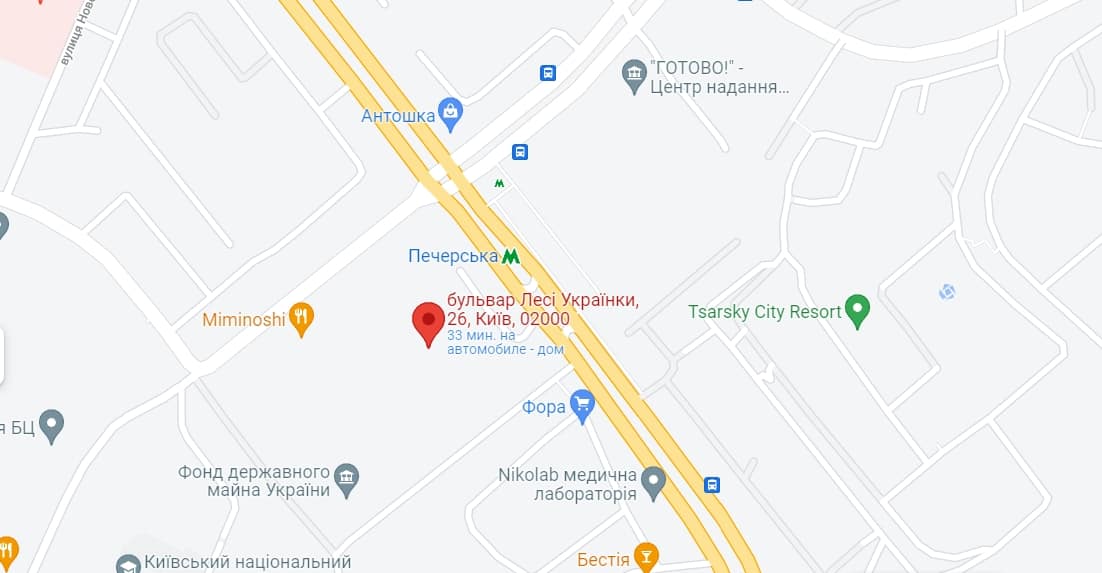 вулиця Ново
"ГОТОВО!" -
Центр надання...
Антошка
Печерська
бульвар Лесі Українки,
26, Київ, 02000
33 мин. на
автомобиле - дом
Miminoshi
Tsarsky City Resort
Фора
я БЦ
Фонд державного
майна України
Nikolab медична
лабораторія
Бестія
Київський національний